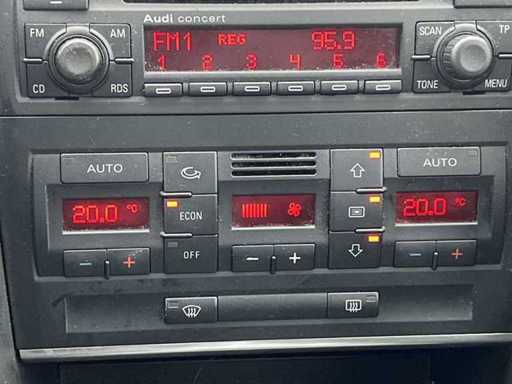 Audi concert
FM AM
CD RDS
FM1 REG 95.9
1 2 3 4 5 6
SCAN TP
TONE MENU
AUTO AUTO
20.0 °C 20.0 °C
ECON
OFF
- + - + - +